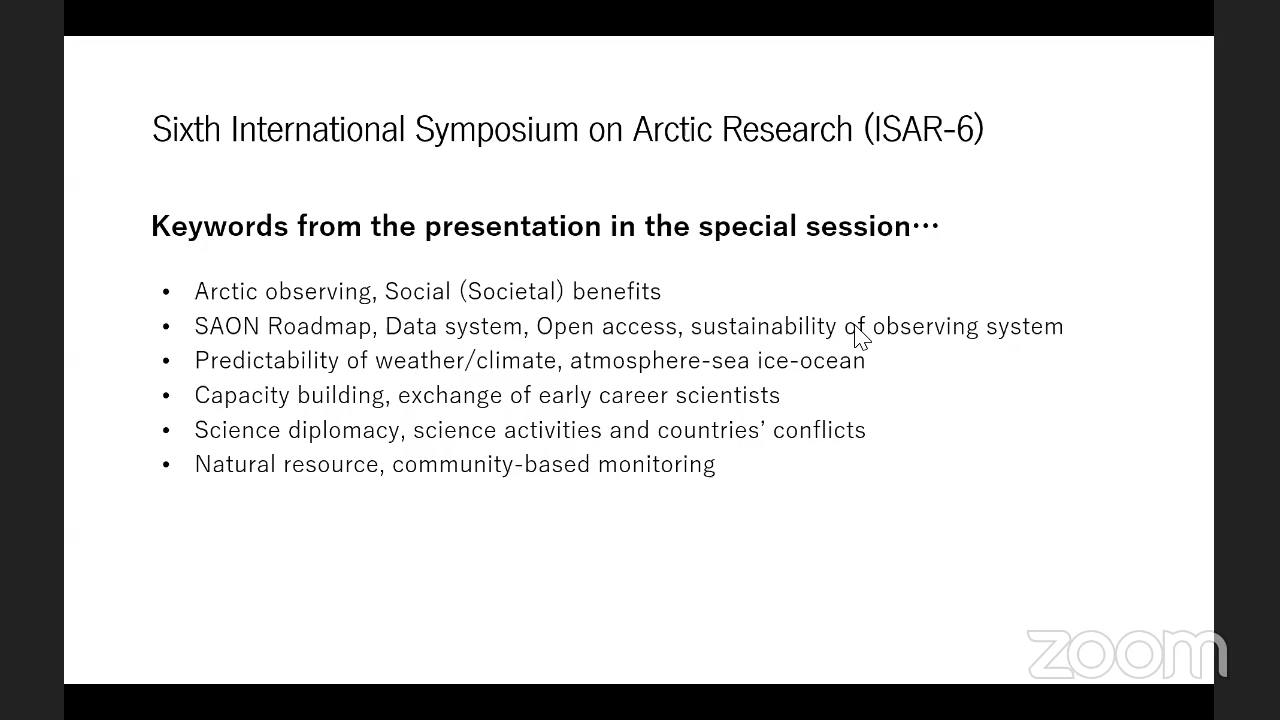 Sixth International Symposium on Arctic Research (ISAR-6)
Keywords from the presentation in the special session…
• Arctic observing, Social (Societal) benefits
• SAON Roadmap, Data system, Open access, sustainability of observing system
• Predictability of weather/climate, atmosphere-sea ice-ocean
• Capacity building, exchange of early career scientists
• Science diplomacy, science activities and countries’ conflicts
• Natural resource, community-based monitoring
zoom